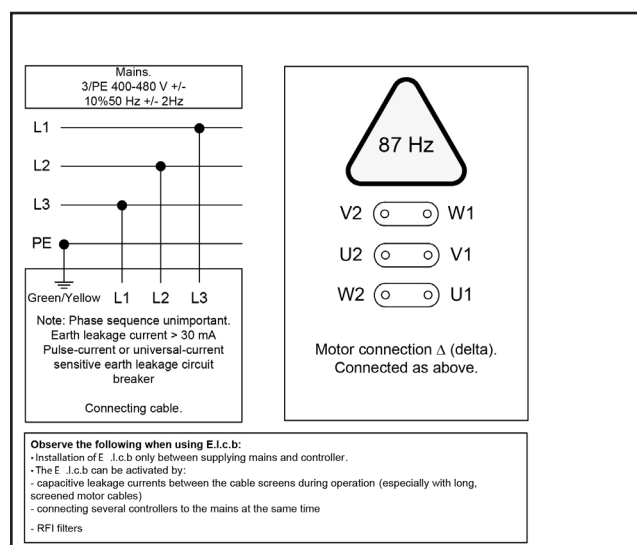 Mains.
3/PE 400-480 V +/-
10%50 Hz +/- 2Hz
L1
L2
L3
PE
Green/Yellow L1 L2 L3
Note: Phase sequence unimportant.
Earth leakage current > 30 mA
Pulse-current or universal-current
sensitive earth leakage circuit
breaker
Connecting cable.
87 Hz
V2 W1
U2 V1
W2 U1
Motor connection Δ (delta).
Connected as above.
Observe the following when using E.l.c.b:
• Installation of E .l.c.b only between supplying mains and controller.
• The E .l.c.b can be activated by:
- capacitive leakage currents between the cable screens during operation (especially with long,
screened motor cables)
- connecting several controllers to the mains at the same time
- RFI filters